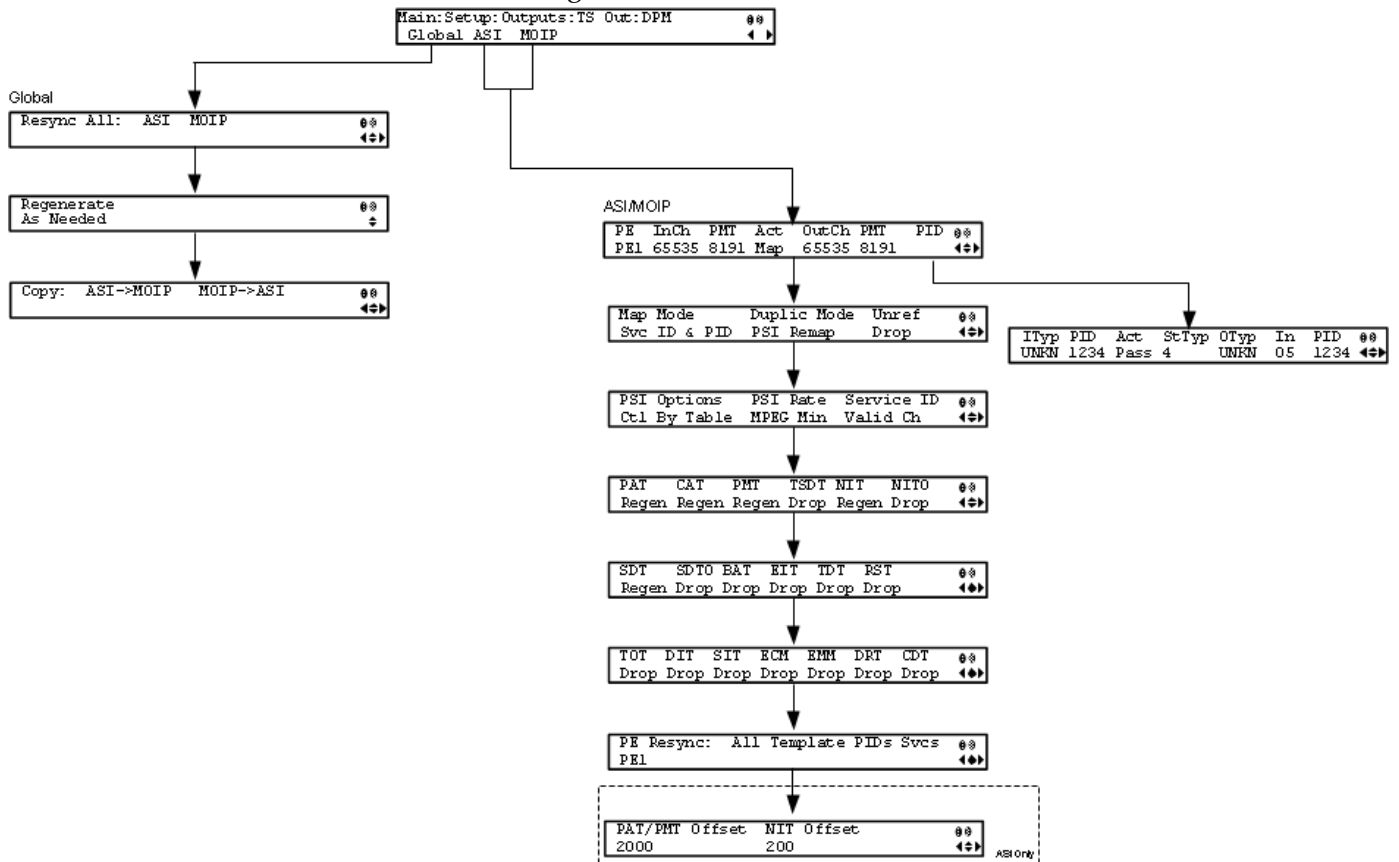 Main:Setup:Outputs:TS Out:DPM
Global ASI MOIP
Global
Resync All: ASI MOIP
Regenerate
As Needed
Copy: ASI->MOIP MOIP->ASI
ASI/MOIP
PE InCh PMT Act OutCh PMT PID
PE1 65535 8191 Map 65535 8191
Map Mode Duplic Mode Unref
Svc ID & PID PSI Remap Drop
ITyp PID Act StTyp OTyp In PID
UNKN 1234 Pass 4 UNKN 05 1234
PSI Options PSI Rate Service ID
Ctl By Table MPEG Min Valid Ch
PAT CAT PMT TSDT NIT NITO
Regen Regen Regen Drop Regen Drop
SDT SDTO BAT EIT TDT RST
Regen Drop Drop Drop Drop Drop
TOT DIT SIT ECM EMM DRT CDT
Drop Drop Drop Drop Drop Drop Drop
PE Resync: All Template PIDs Svcs
PE1
PAT/PMT Offset NIT Offset
2000 200
ASI Only